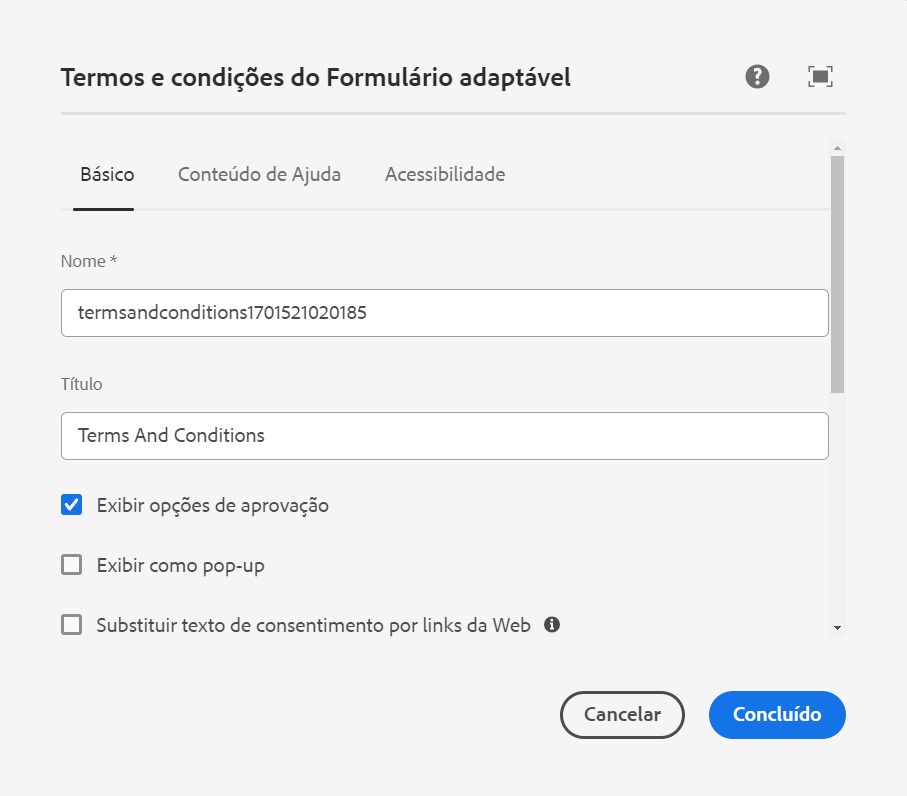 Termos e condições do Formulário adaptável
Básico Conteúdo de Ajuda Acessibilidade
Nome *
termsandconditions1701521020185
Título
Terms And Conditions
Exibir opções de aprovação
Exibir como pop-up
Substituir texto de consentimento por links da Web
Cancelar Concluído